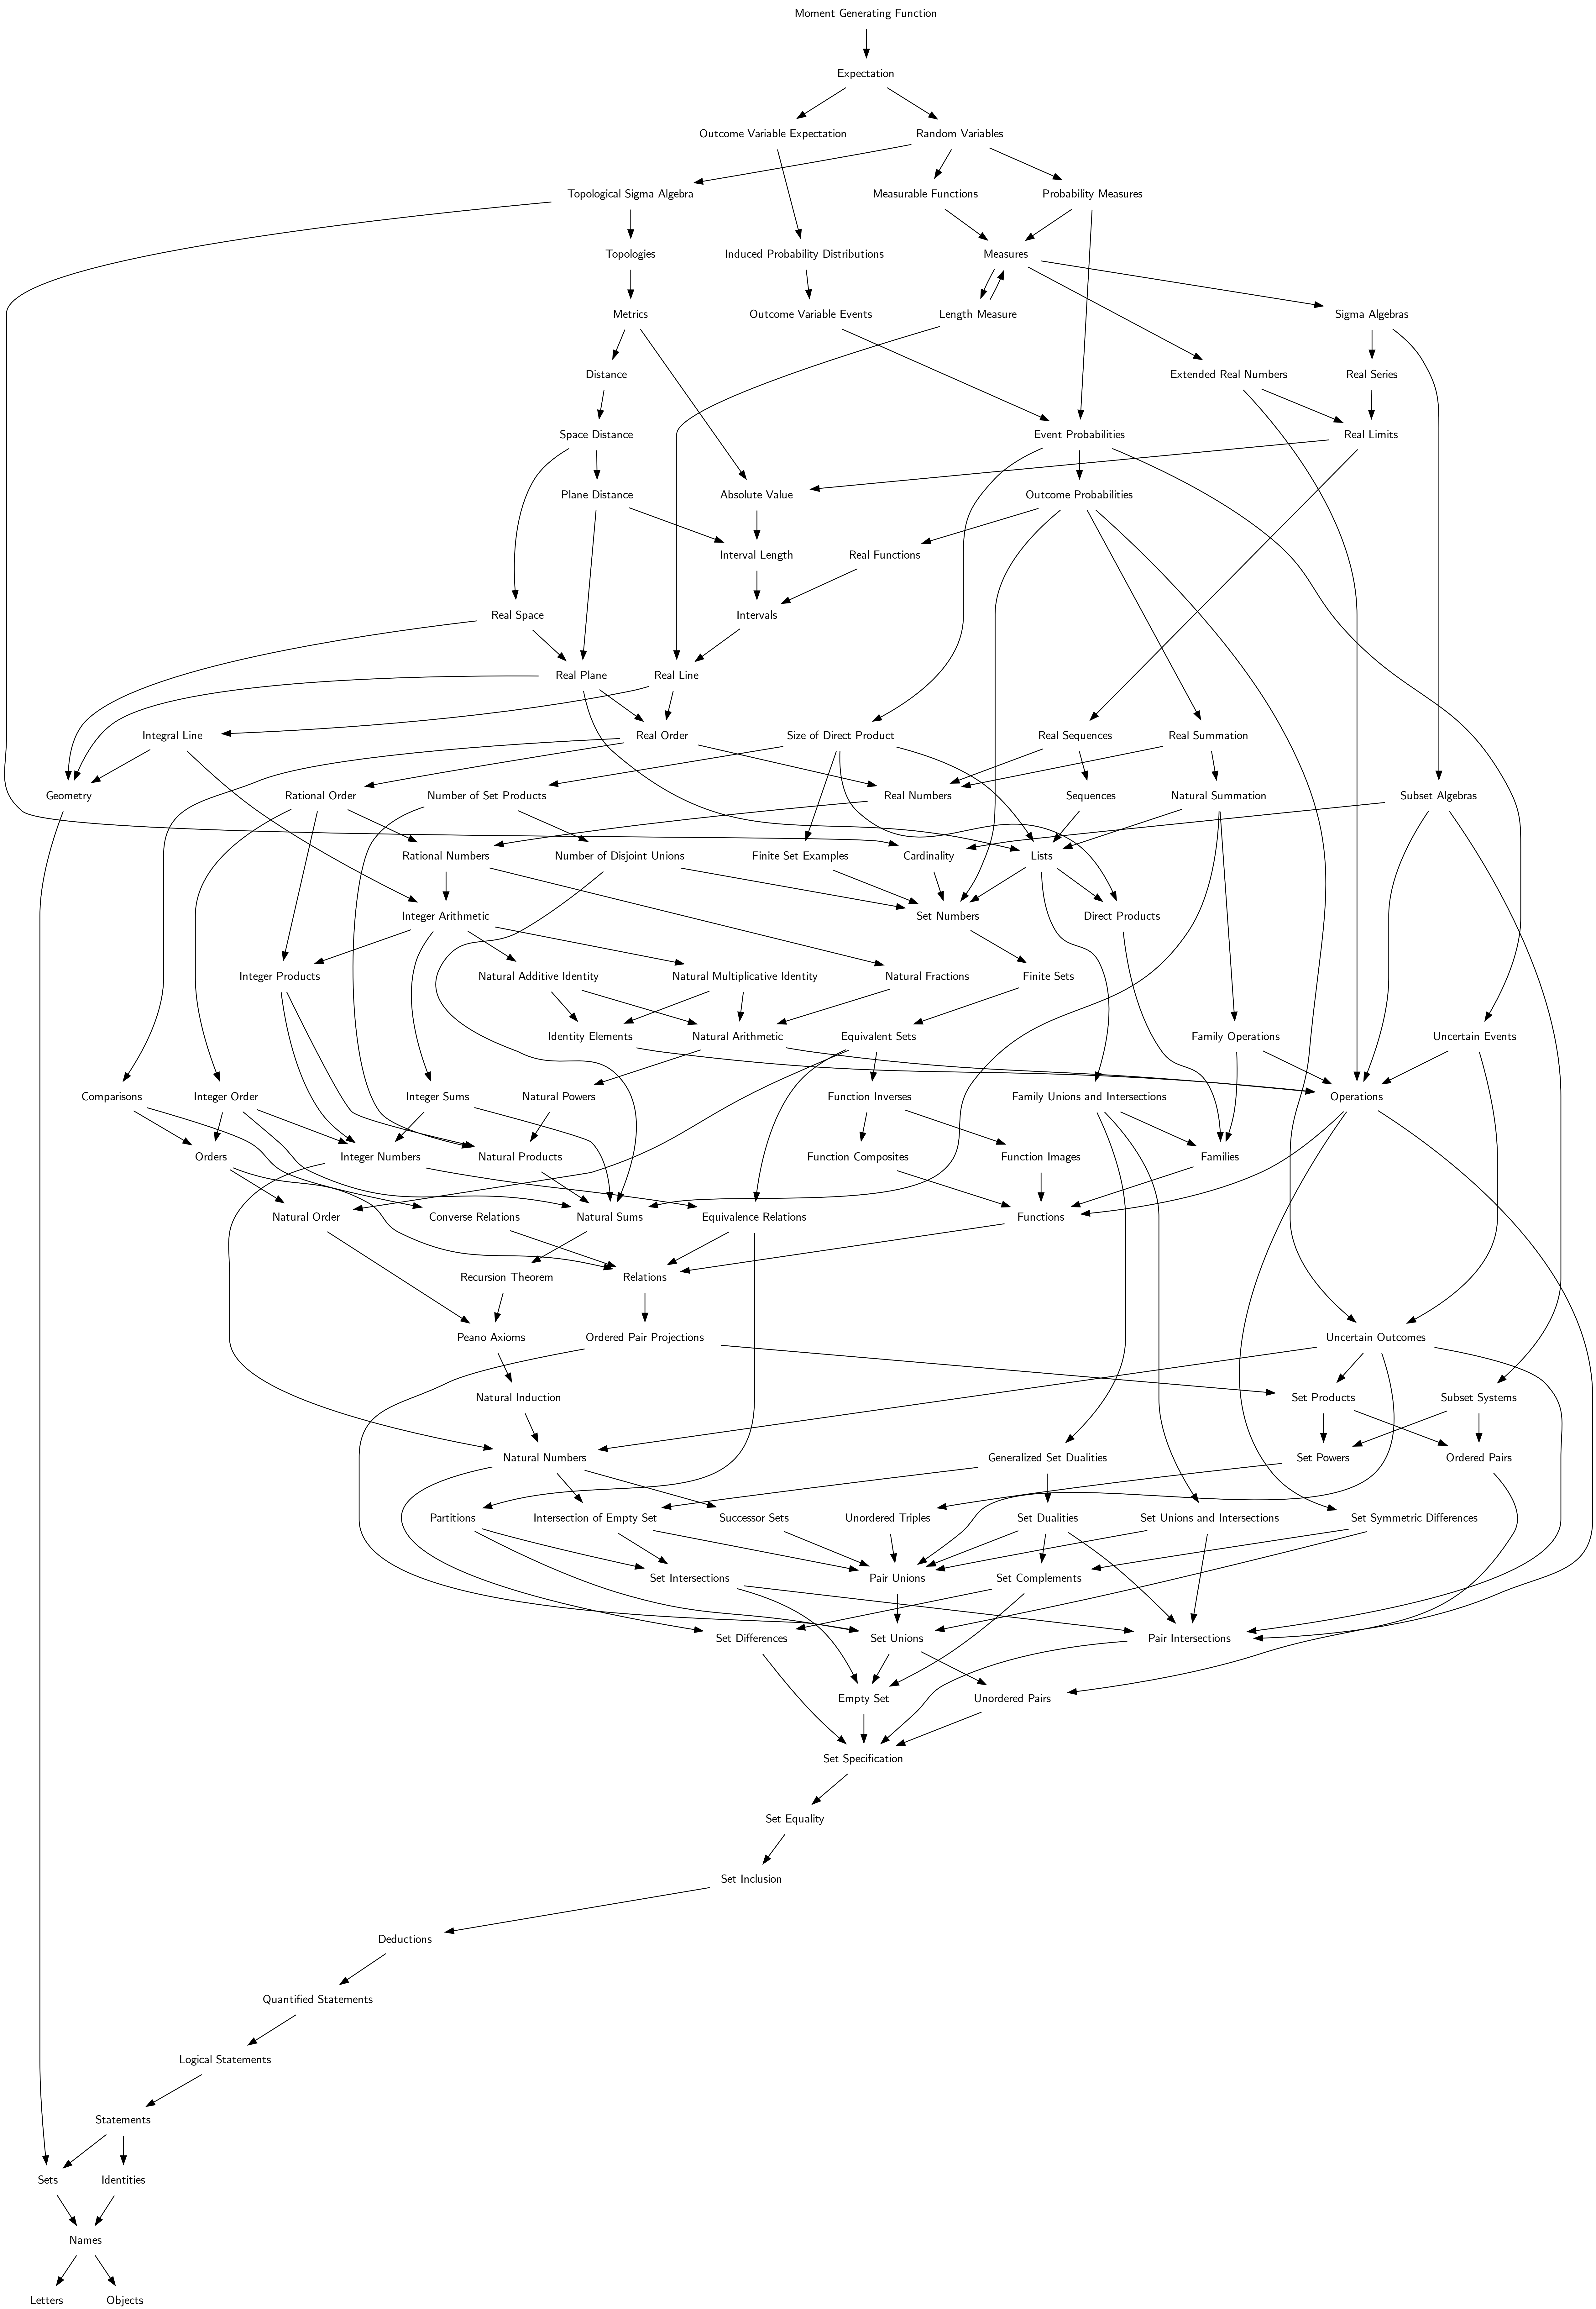 Moment Generating Function
Expectation
Outcome Variable Expectation
Random Variables
Topological Sigma Algebra
Measurable Functions
Probability Measures
Topologies
Induced Probability Distributions
Measures
Metrics
Outcome Variable Events
Length Measure
Sigma Algebras
Distance
Extended Real Numbers
Real Series
Space Distance
Event Probabilities
Real Limits
Plane Distance
Absolute Value
Outcome Probabilities
Interval Length
Real Functions
Real Space
Intervals
Real Plane
Real Line
Integral Line
Real Order
Size of Direct Product
Real Sequences
Real Summation
Geometry
Rational Order
Number of Set Products
Real Numbers
Sequences
Natural Summation
Subset Algebras
Rational Numbers
Number of Disjoint Unions
Finite Set Examples
Cardinality
Lists
Integer Arithmetic
Set Numbers
Direct Products
Integer Products
Natural Additive Identity
Natural Multiplicative Identity
Natural Fractions
Finite Sets
Identity Elements
Natural Arithmetic
Equivalent Sets
Family Operations
Uncertain Events
Comparisons
Integer Order
Integer Sums
Natural Powers
Function Inverses
Family Unions and Intersections
Operations
Orders
Integer Numbers
Natural Products
Function Composites
Function Images
Families
Natural Order
Converse Relations
Natural Sums
Equivalence Relations
Functions
Recursion Theorem
Relations
Peano Axioms
Ordered Pair Projections
Uncertain Outcomes
Natural Induction
Set Products
Subset Systems
Natural Numbers
Generalized Set Dualities
Set Powers
Ordered Pairs
Partitions
Intersection of Empty Set
Successor Sets
Unordered Triples
Set Dualities
Set Unions and Intersections
Set Symmetric Differences
Set Intersections
Pair Unions
Set Complements
Set Differences
Set Unions
Pair Intersections
Empty Set
Unordered Pairs
Set Specification
Set Equality
Set Inclusion
Deductions
Quantified Statements
Logical Statements
Statements
Sets
Identities
Names
Letters
Objects